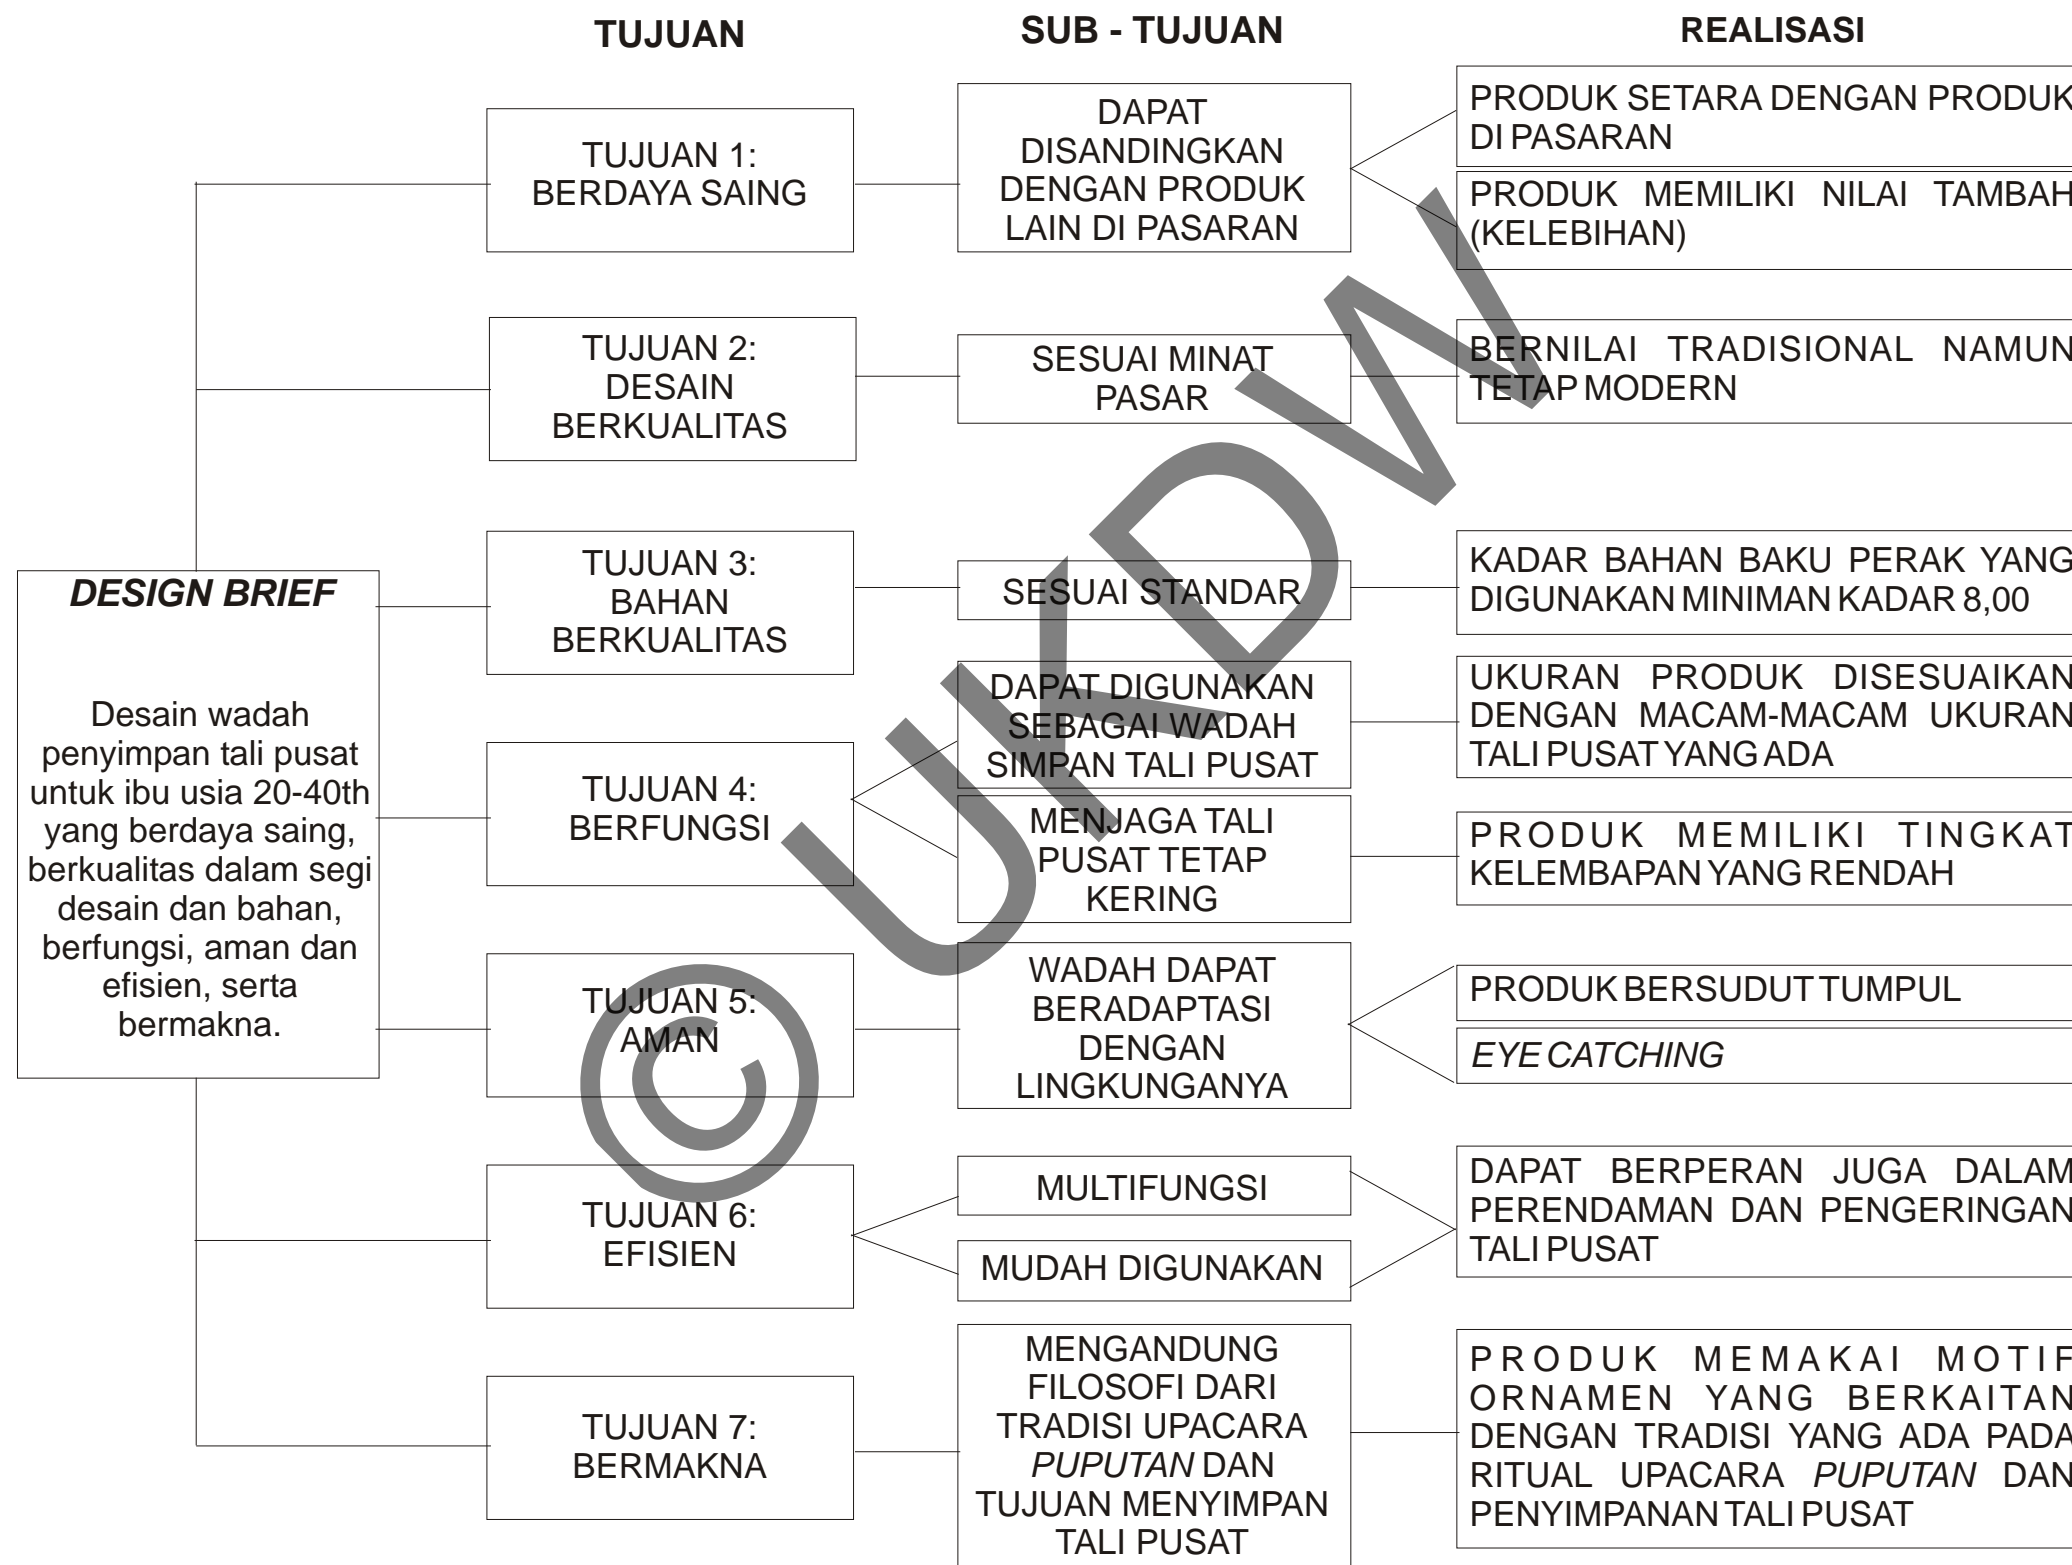 TUJUAN
SUB - TUJUAN
REALISASI
DESIGN BRIEF
Desain wadah
penyimpan tali pusat
untuk ibu usia 20-40th
yang berdaya saing,
berkualitas dalam segi
desain dan bahan,
berfungsi, aman dan
efisien, serta
bermakna.
TUJUAN 1:
BERDAYA SAING
DAPAT
DISANDINGKAN
DENGAN PRODUK
LAIN DI PASARAN
PRODUK SETARA DENGAN PRODUK
DI PASARAN
PRODUK MEMILIKI NILAI TAMBAH
(KELEBIHAN)
TUJUAN 2:
DESAIN
BERKUALITAS
SESUAI MINAT
PASAR
BERNILAI TRADISIONAL NAMUN
TETAP MODERN
TUJUAN 3:
BAHAN
BERKUALITAS
SESUAI STANDAR
KADAR BAHAN BAKU PERAK YANG
DIGUNAKAN MINIMAN KADAR 8,00
TUJUAN 4:
BERFUNGSI
DAPAT DIGUNAKAN
SEBAGAI WADAH
SIMPAN TALI PUSAT
UKURAN PRODUK DISESUAIKAN
DENGAN MACAM-MACAM UKURAN
TALI PUSAT YANG ADA
MENJAGA TALI
PUSAT TETAP
KERING
PRODUK MEMILIKI TINGKAT
KELEMBAPAN YANG RENDAH
TUJUAN 5:
AMAN
WADAH DAPAT
BERADAPTASI
DENGAN
LINGKUNGANYA
PRODUK BERSUDUT TUMPUL
EYE CATCHING
TUJUAN 6:
EFISIEN
MULTIFUNGSI
MUDAH DIGUNAKAN
DAPAT BERPERAN JUGA DALAM
PERENDAMAN DAN PENGERINGAN
TALI PUSAT
TUJUAN 7:
BERMAKNA
MENGANDUNG
FILOSOFI DARI
TRADISI UPACARA
PUPUTAN DAN
TUJUAN MENYIMPAN
TALI PUSAT
PRODUK MEMAKAI MOTIF
ORNAMEN YANG BERKAITAN
DENGAN TRADISI YANG ADA PADA
RITUAL UPACARA PUPUTAN DAN
PENYIMPANAN TALI PUSAT
© UKDW